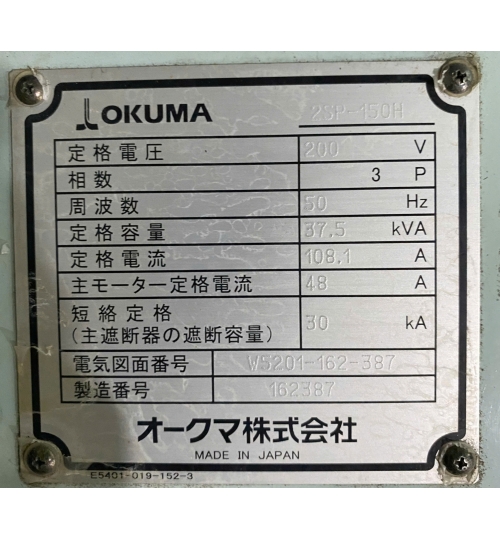 OKUMA 2SP-150H
定格電圧 200 V
相数 3 P
周波数 50 Hz
定格容量 37.5 kVA
定格電流 108.1 A
主モーター定格電流 48 A
短絡定格
(主遮断器の遮断容量) 30 kA
電気図面番号 W5201-162-387
製造番号 162387
オークマ株式会社
MADE IN JAPAN
E5401-019-152-3